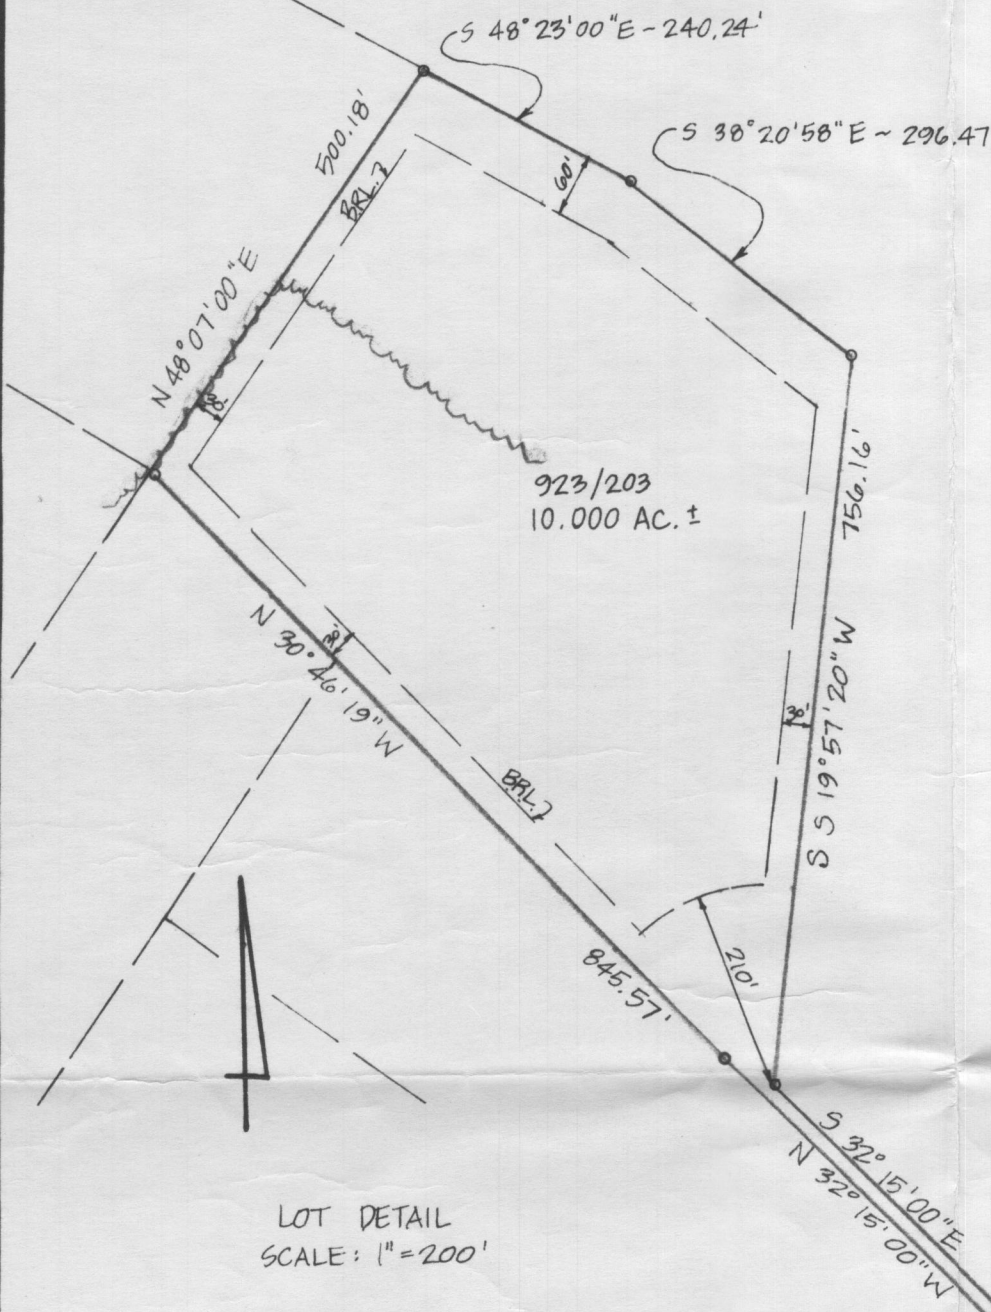 S 48°23'00"E - 240.24'
S 38°20'58"E ~ 296.47
500.18'
BRL.
60'
N 48°07'00"E
30'
923/203
10.000 AC.±
756.16'
N 30°46'19"W
30'
30'
S S 19°57'20"W
BRL.
845.57'
210'
S 32°15'00"E
N 32°15'00"W
LOT DETAIL
SCALE: 1"=200'